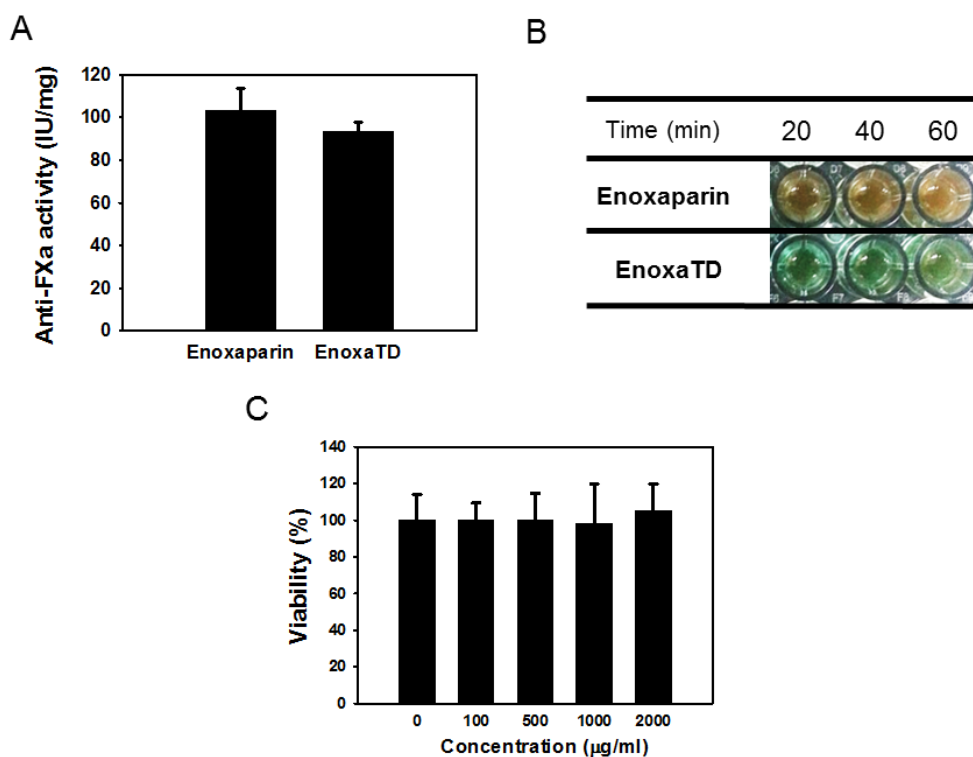 A
Anti-FXa activity (IU/mg)
120
100
80
60
40
20
0
Enoxaparin EnoxaTD
B
Time (min) 20 40 60
Enoxaparin
EnoxaTD
C
Viability (%)
140
120
100
80
60
40
20
0
0 100 500 1000 2000
Concentration (µg/ml)